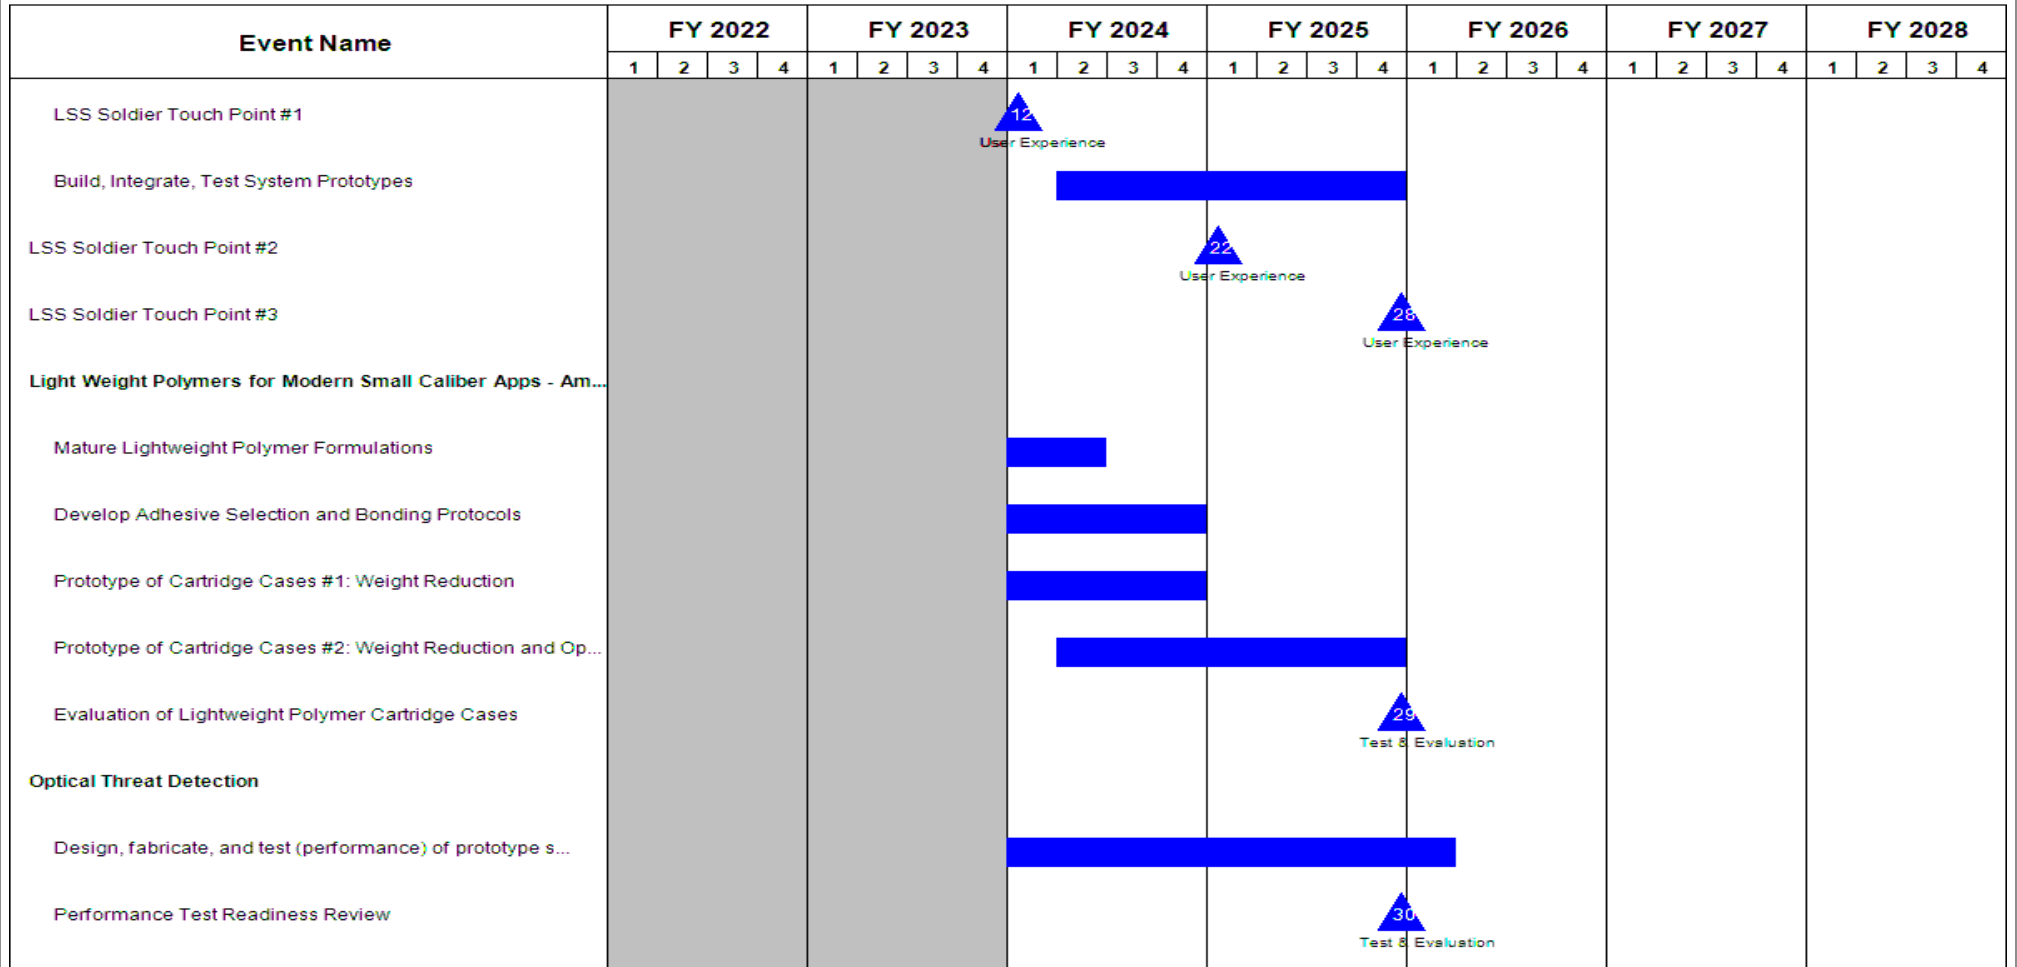 Event Name FY 2022 FY 2023 FY 2024 FY 2025 FY 2026 FY 2027 FY 2028
1 2 3 4 1 2 3 4 1 2 3 4 1 2 3 4 1 2 3 4 1 2 3 4 1 2 3 4
LSS Soldier Touch Point #1 12
User Experience
Build, Integrate, Test System Prototypes
LSS Soldier Touch Point #2 22
User Experience
LSS Soldier Touch Point #3 28
User Experience
Light Weight Polymers for Modern Small Caliber Apps - Am...
Mature Lightweight Polymer Formulations
Develop Adhesive Selection and Bonding Protocols
Prototype of Cartridge Cases #1: Weight Reduction
Prototype of Cartridge Cases #2: Weight Reduction and Op...
Evaluation of Lightweight Polymer Cartridge Cases 29
Test & Evaluation
Optical Threat Detection
Design, fabricate, and test (performance) of prototype s...
Performance Test Readiness Review 30
Test & Evaluation